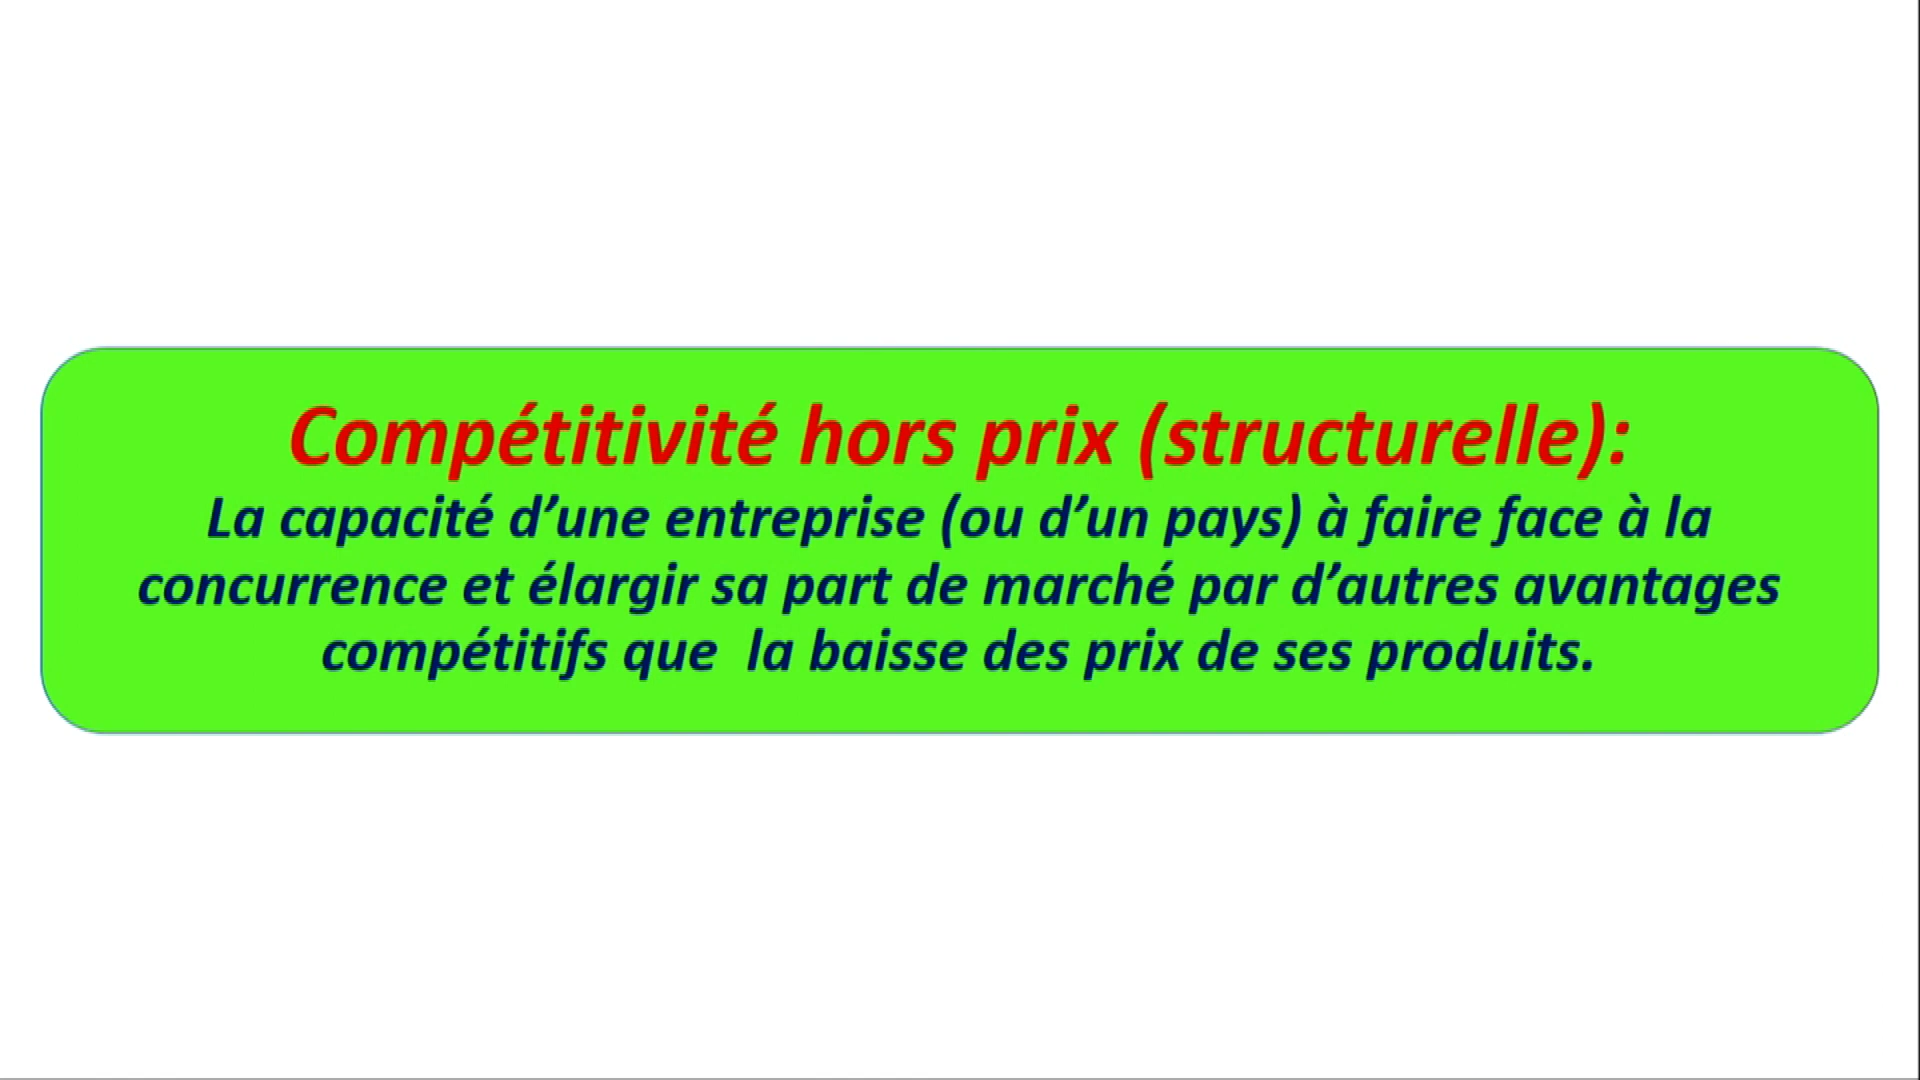 Compétitivité hors prix (structurelle):
La capacité d’une entreprise (ou d’un pays) à faire face à la
concurrence et élargir sa part de marché par d’autres avantages
compétitifs que  la baisse des prix de ses produits.